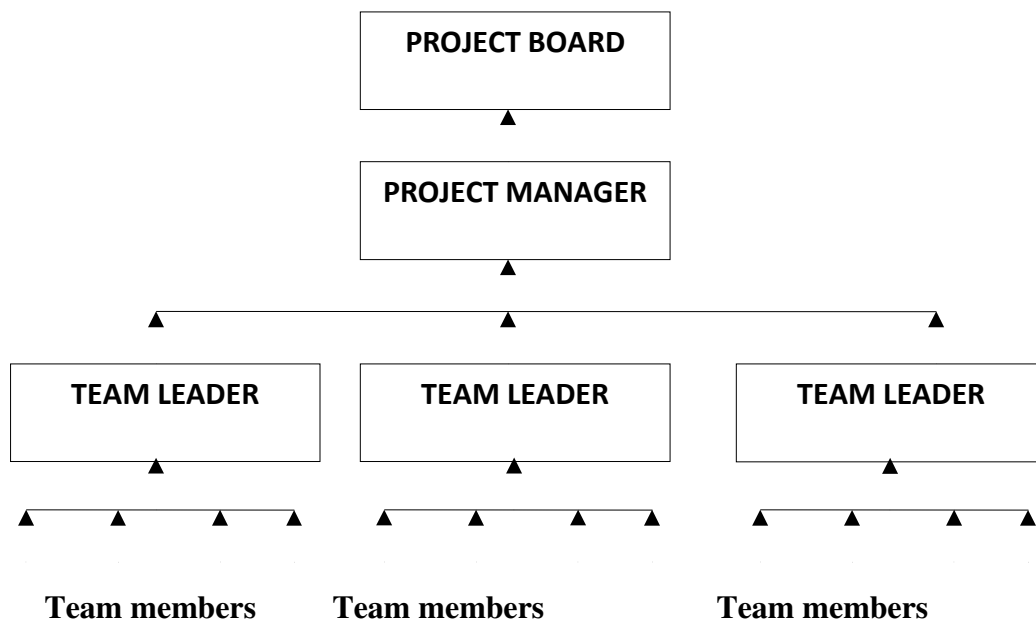 PROJECT BOARD
PROJECT MANAGER
TEAM LEADER TEAM LEADER TEAM LEADER
Team members Team members Team members